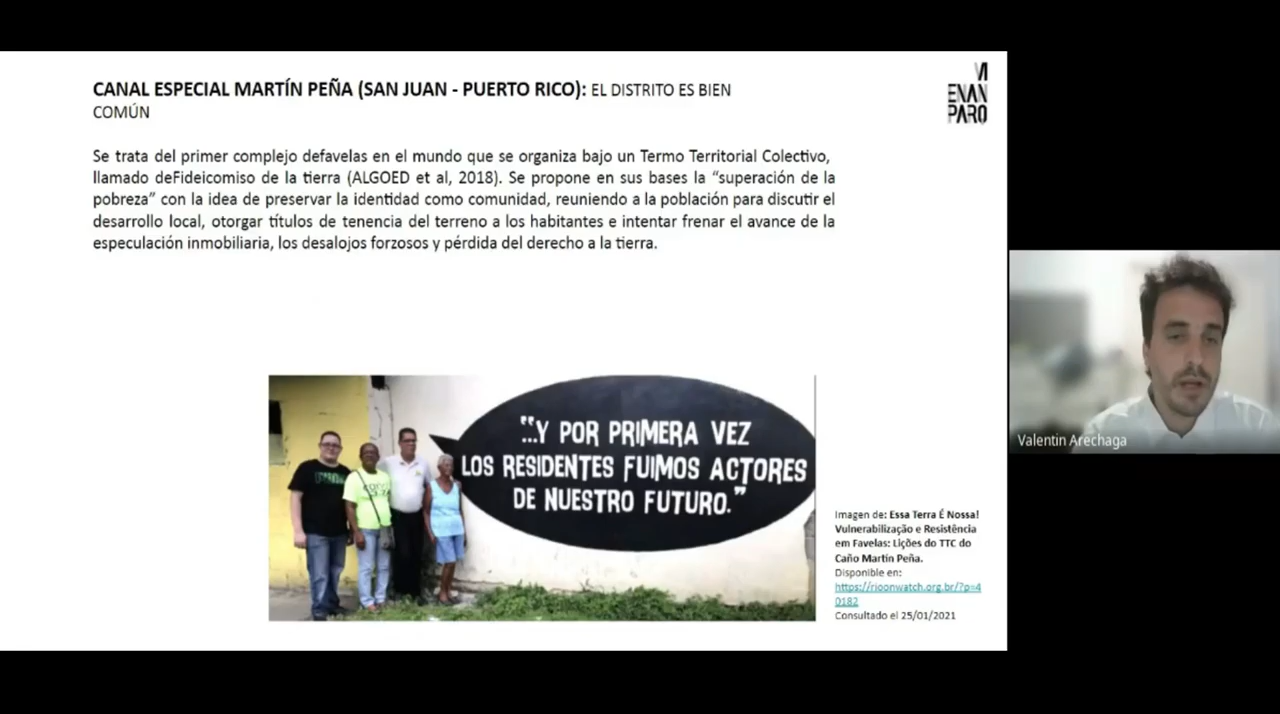 CANAL ESPECIAL MARTÍN PEÑA (SAN JUAN - PUERTO RICO): EL DISTRITO ES BIEN
COMÚN
VI
ENAN
PARQ
Se trata del primer complejo defavelas en el mundo que se organiza bajo un Termo Territorial Colectivo,
llamado deFideicomiso de la tierra (ALGOED et al, 2018). Se propone en sus bases la “superación de la
pobreza” con la idea de preservar la identidad como comunidad, reuniendo a la población para discutir el
desarrollo local, otorgar títulos de tenencia del terreno a los habitantes e intentar frenar el avance de la
especulación inmobiliaria, los desalojos forzosos y pérdida del derecho a la tierra.
"...Y POR PRIMERA VEZ
LOS RESIDENTES FUIMOS ACTORES
DE NUESTRO FUTURO."
Imagen de: Essa Terra É Nossa!
Vulnerabilização e Resistência
em Favelas: Lições do TTC do
Caño Martín Peña.
Disponible en:
https://rioonwatch.org.br/?p=4
0182
Consultado el 25/01/2021
Valentin Arechaga